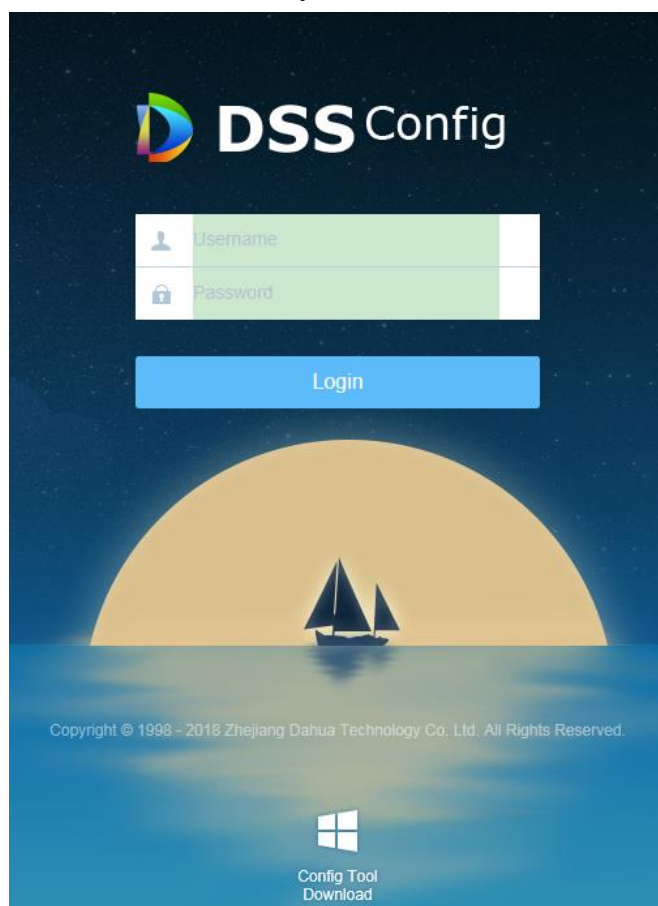 DSS Config
Username
Password
Login
Copyright © 1998 - 2018 Zhejiang Dahua Technology Co. Ltd. All Rights Reserved.
Config Tool
Download